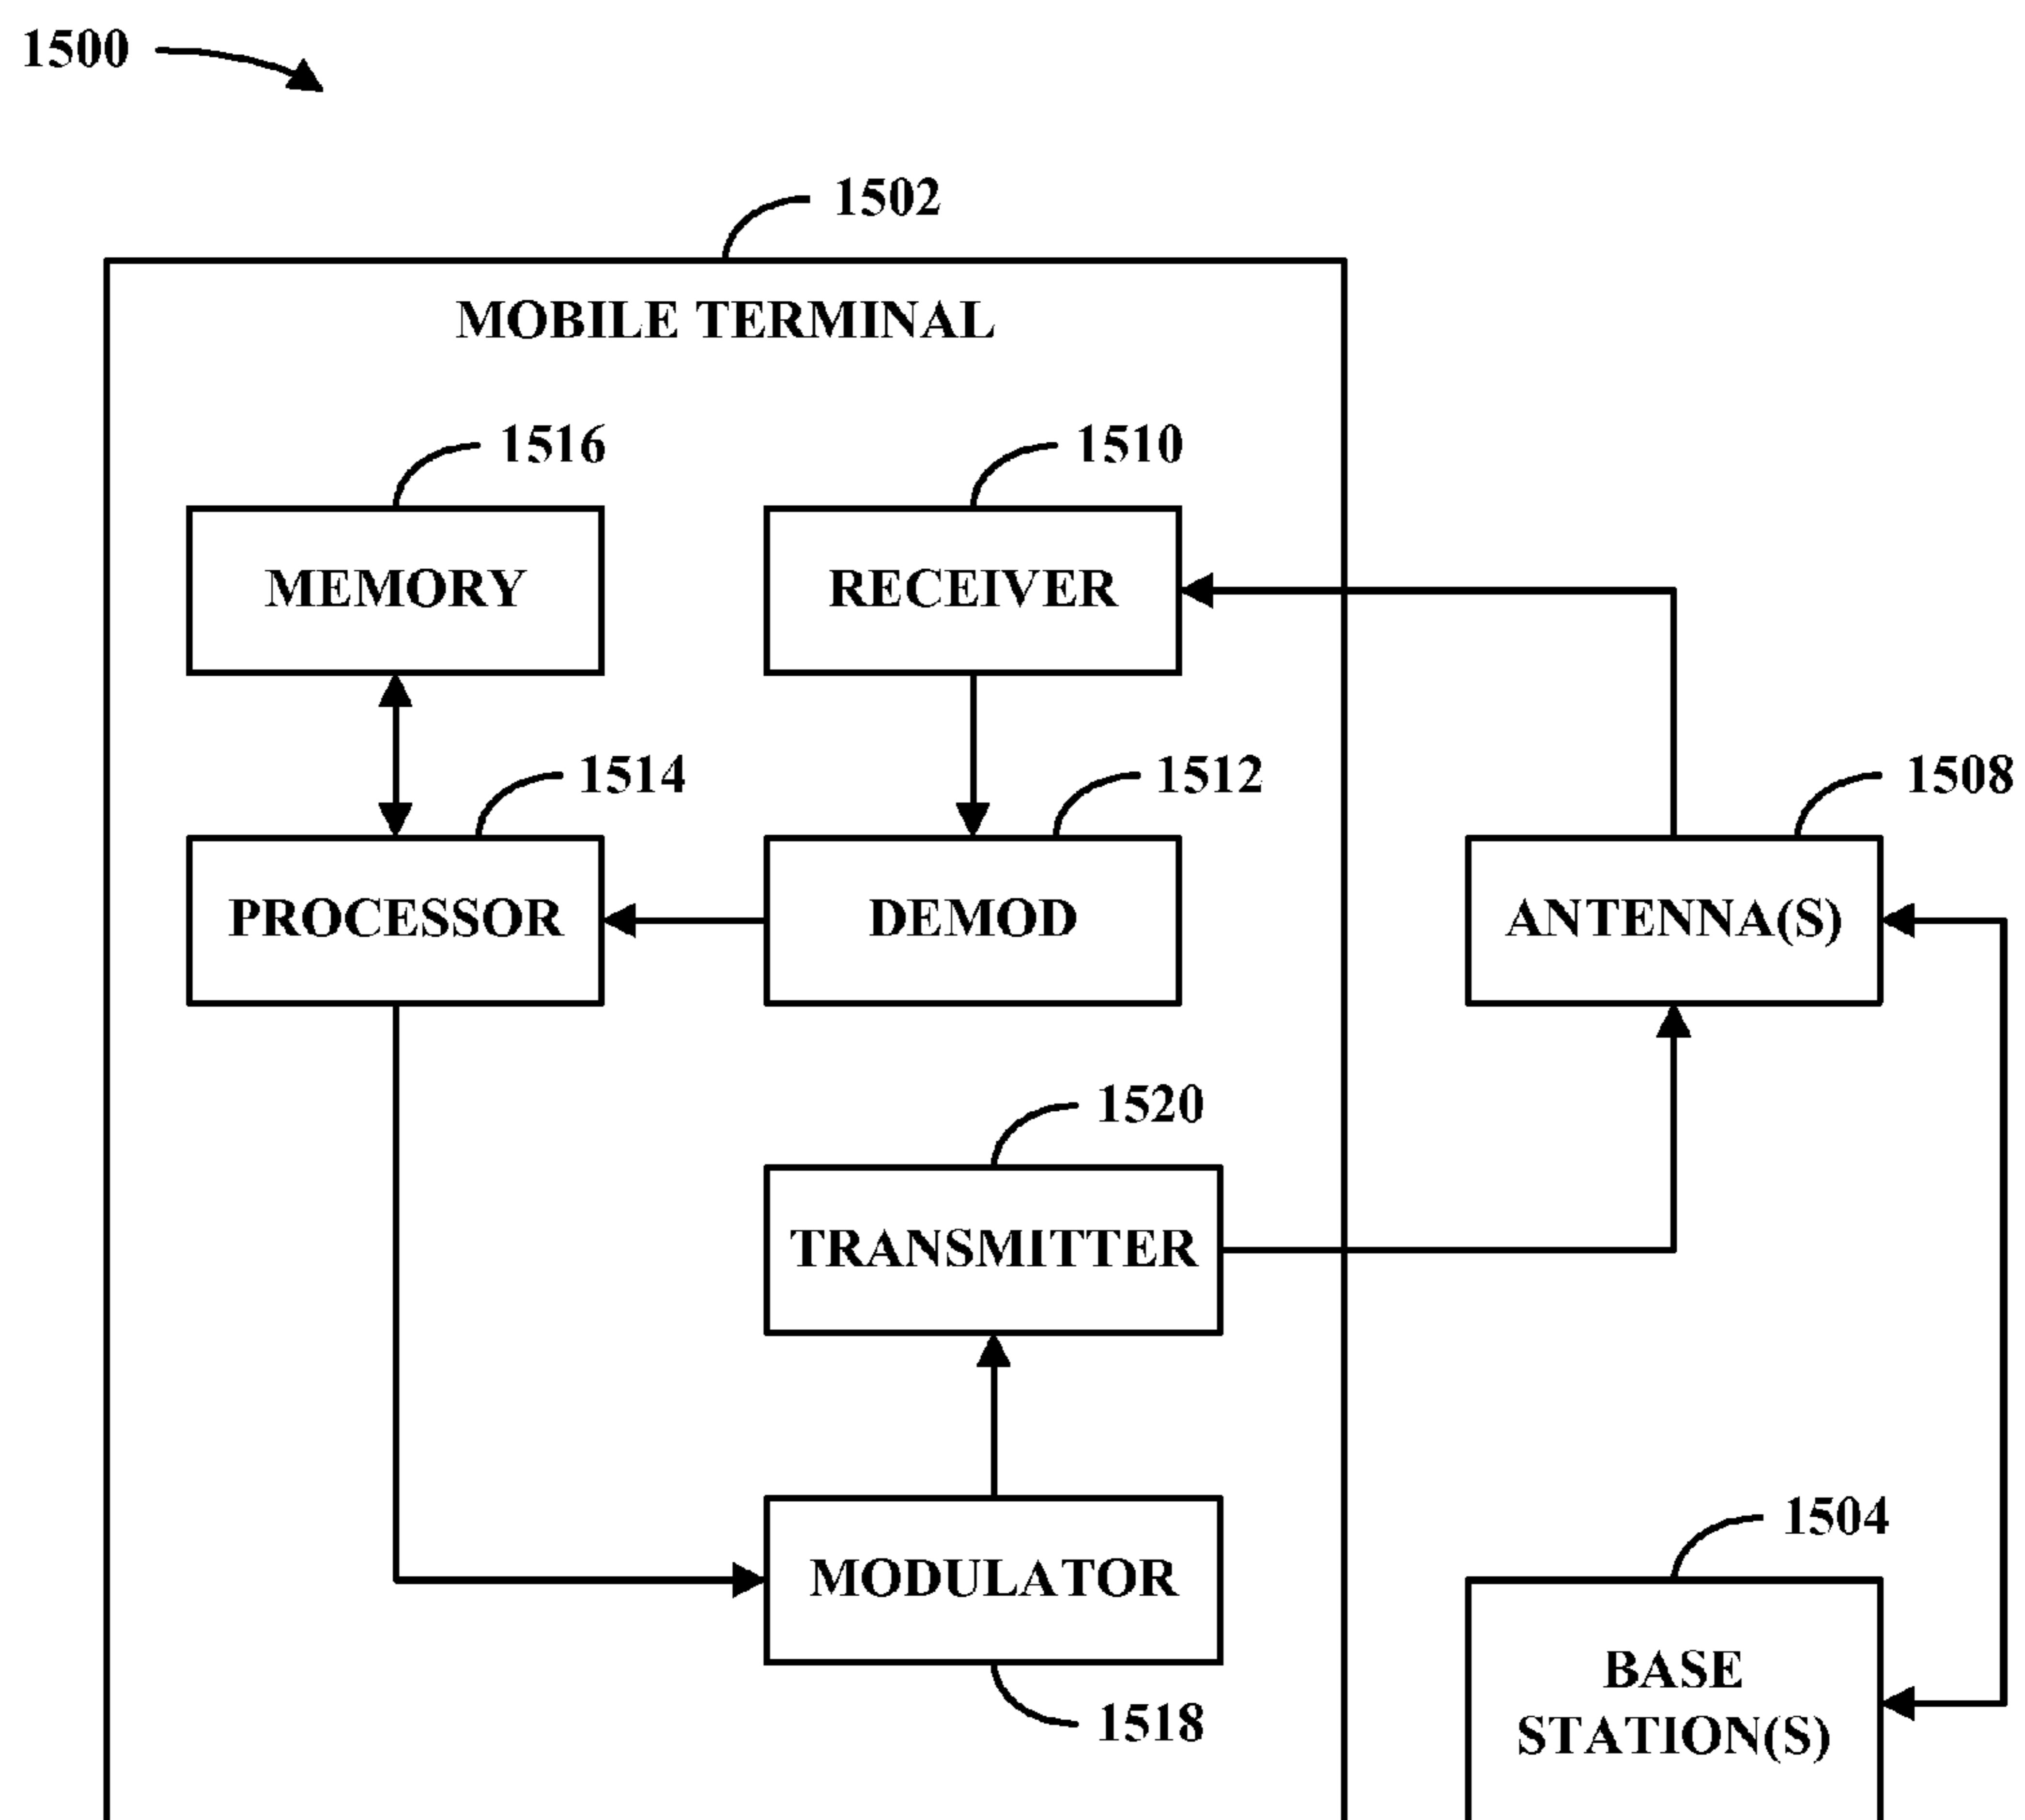 1500
1502
MOBILE TERMINAL
1516
1510
MEMORY
RECEIVER
1514
1512
1508
PROCESSOR
DEMOD
ANTENNA(S)
1520
TRANSMITTER
1504
MODULATOR
BASE
STATION(S)
1518